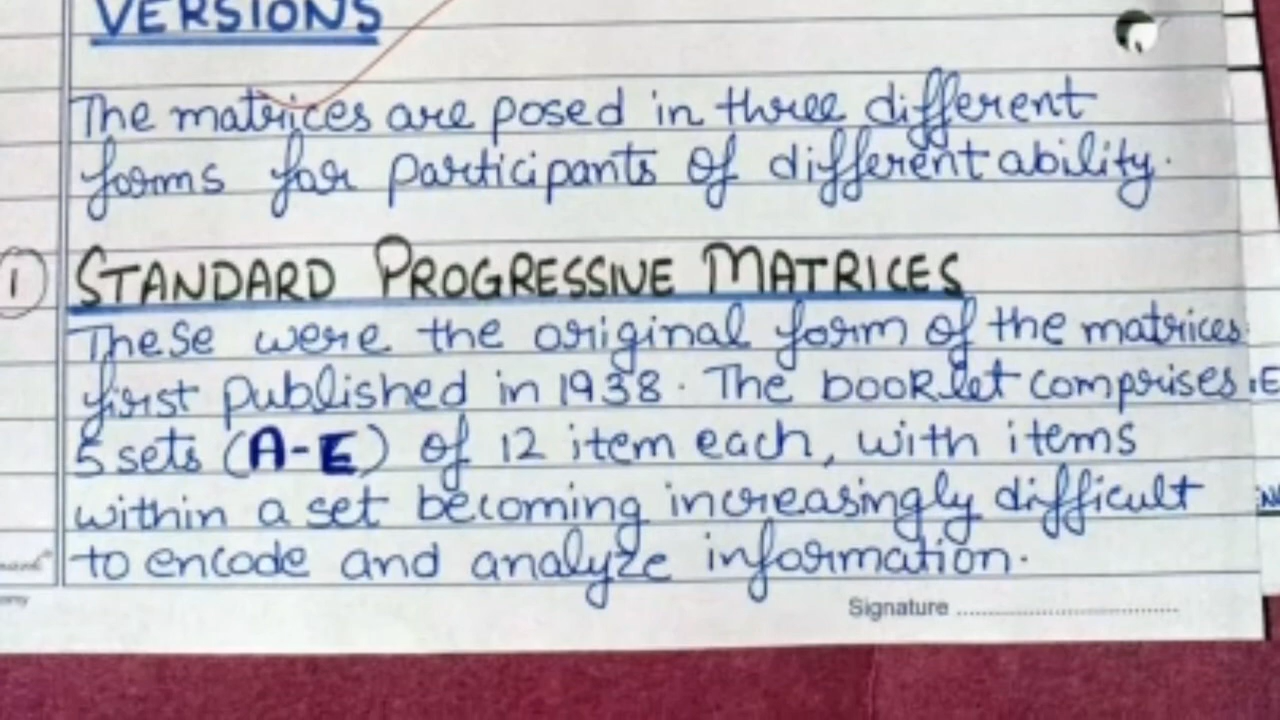 VERSIONS
The matrices are posed in three different
forms for participants of different ability.
1 STANDARD PROGRESSIVE MATRICES
These were the original form of the matrices
first published in 1938. The booklet comprises
5 sets (A-E) of 12 item each, with items
within a set becoming increasingly difficult
to encode and analyze information.
Signature